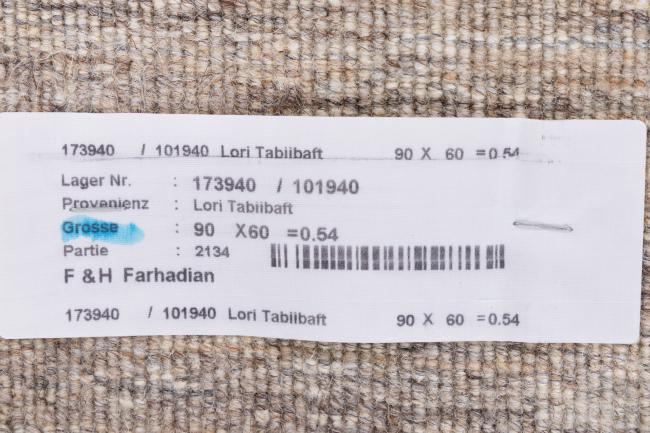 173940 / 101940 Lori Tabiibaft 90 X 60 =0.54
Lager Nr. : 173940 / 101940
Provenienz : Lori Tabiibaft
Grosse : 90 X60 =0.54
Partie : 2134
F & H Farhadian
173940 / 101940 Lori Tabiibaft 90 X 60 =0.54